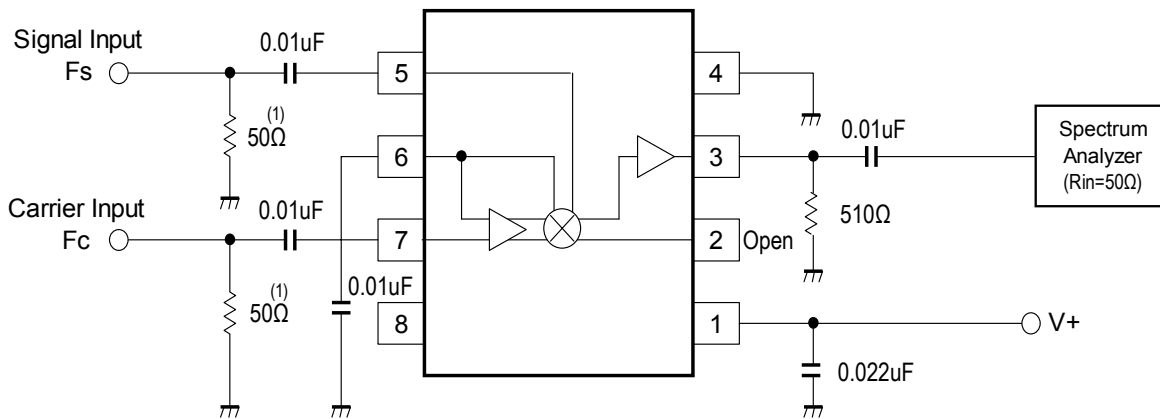 Signal Input
Fs
0.01uF
(1)
50Ω
5
6
7
8
4
3
2
1
Carrier Input
Fc
0.01uF
(1)
50Ω
0.01uF
Open
0.01uF
510Ω
Spectrum
Analyzer
(Rin=50Ω)
V+
0.022uF